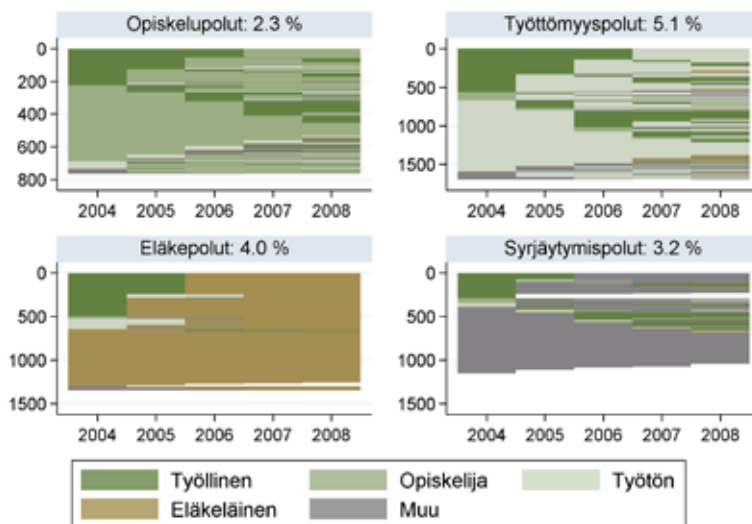 Opiskelupolut: 2.3 %
0
200
400
600
800
2004 2005 2006 2007 2008
Työttömyyspolut: 5.1 %
0
500
1000
1500
2004 2005 2006 2007 2008
Eläkepolut: 4.0 %
0
500
1000
1500
2004 2005 2006 2007 2008
Syrjäytymispolut: 3.2 %
0
500
1000
1500
2004 2005 2006 2007 2008
Työllinen Opiskelija Työtön
Eläkeläinen Muu